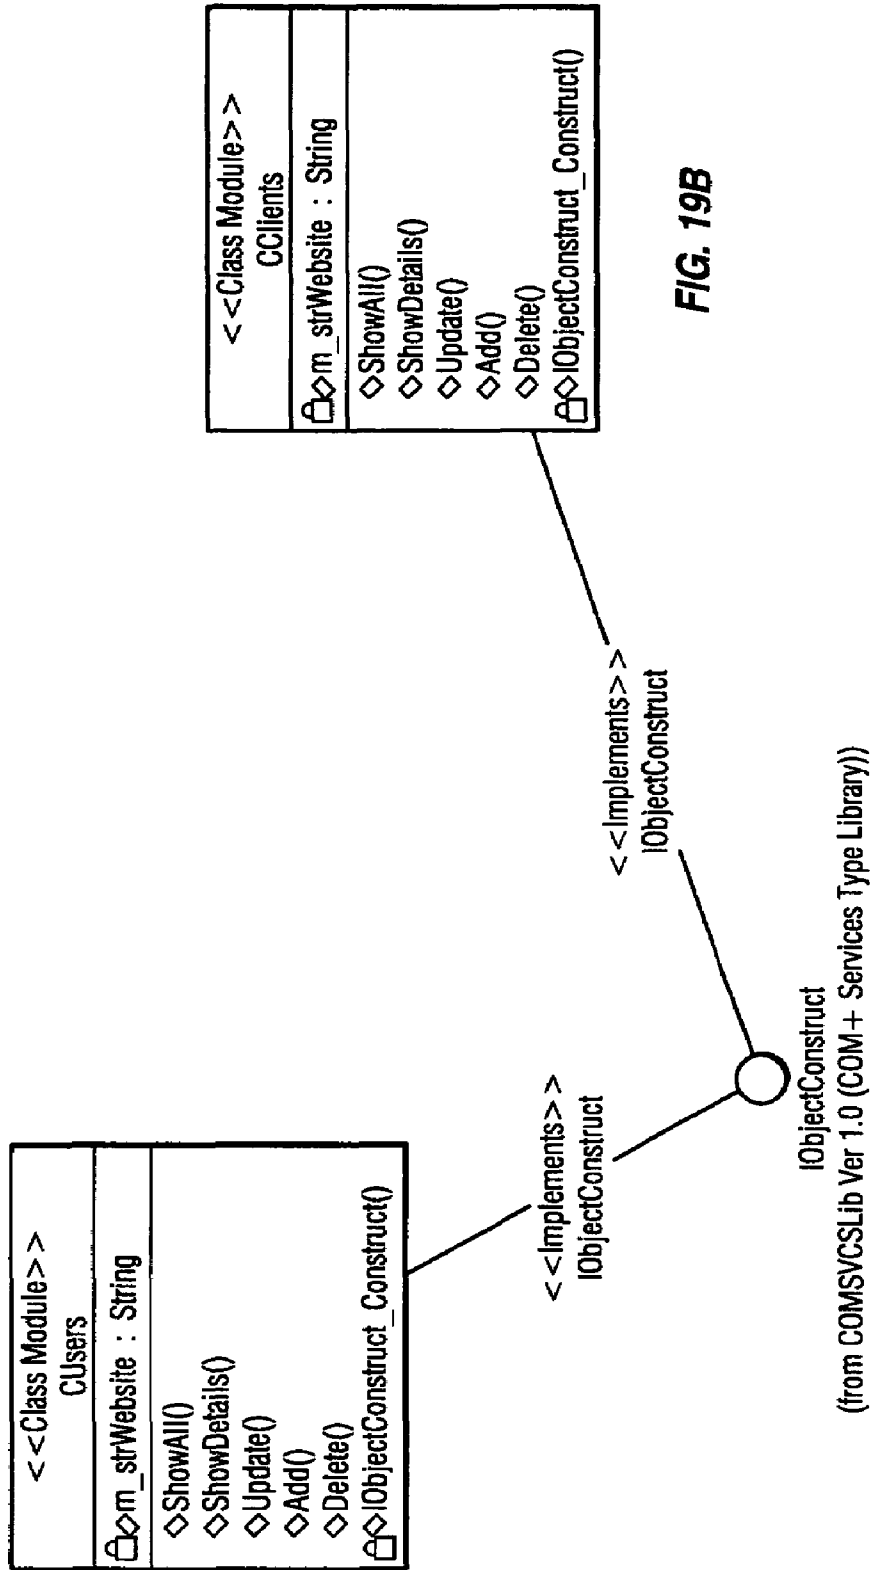 <<Class Module>>
CUsers
m_strWebsite : String
ShowAll()
ShowDetails()
Update()
Add()
Delete()
IObjectConstruct_Construct()
<<Class Module>>
CClients
m_strWebsite : String
ShowAll()
ShowDetails()
Update()
Add()
Delete()
IObjectConstruct_Construct()
<<Implements>>
IObjectConstruct
<<Implements>>
IObjectConstruct
IObjectConstruct
(from COMSVCSLib Ver 1.0 (COM+ Services Type Library))
FIG. 19B